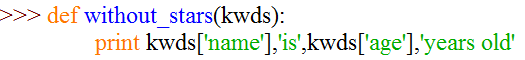 >>> def without_stars(kwds):
print kwds['name'],'is',kwds['age'],'years old'